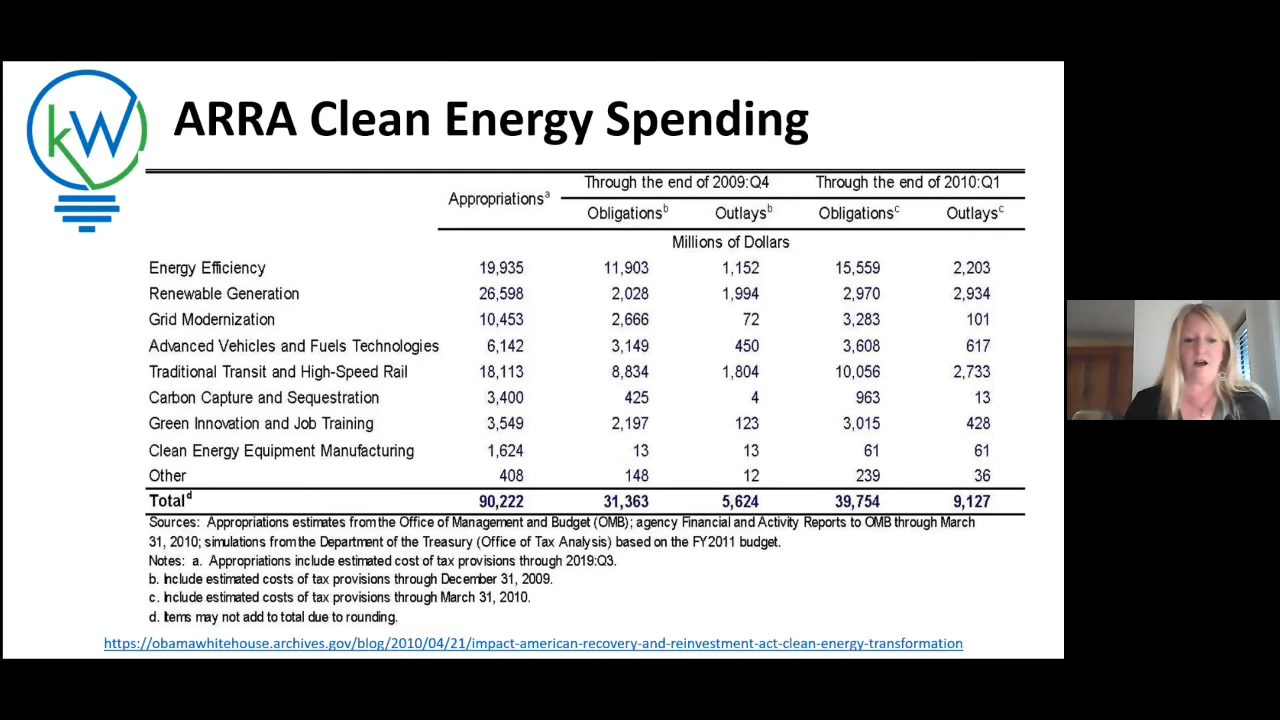 kW
ARRA Clean Energy Spending
Through the end of 2009:Q4 Through the end of 2010:Q1
Appropriationsa
Obligationsb Outlaysb Obligationsc Outlaysc
Millions of Dollars
Energy Efficiency 19,935 11,903 1,152 15,559 2,203
Renewable Generation 26,598 2,028 1,994 2,970 2,934
Grid Modernization 10,453 2,666 72 3,283 101
Advanced Vehicles and Fuels Technologies 6,142 3,149 450 3,608 617
Traditional Transit and High-Speed Rail 18,113 8,834 1,804 10,056 2,733
Carbon Capture and Sequestration 3,400 425 4 963 13
Green Innovation and Job Training 3,549 2,197 123 3,015 428
Clean Energy Equipment Manufacturing 1,624 13 13 61 61
Other 408 148 12 239 36
Totald 90,222 31,363 5,624 39,754 9,127
Sources: Appropriations estimates from the Office of Management and Budget (OMB); agency Financial and Activity Reports to OMB through March
31, 2010; simulations from the Department of the Treasury (Office of Tax Analysis) based on the FY2011 budget.
Notes: a. Appropriations include estimated cost of tax provisions through 2019:Q3.
b. Include estimated costs of tax provisions through December 31, 2009.
c. Include estimated costs of tax provisions through March 31, 2010.
d. Items may not add to total due to rounding.
https://obamawhitehouse.archives.gov/blog/2010/04/21/impact-american-recovery-and-reinvestment-act-clean-energy-transformation